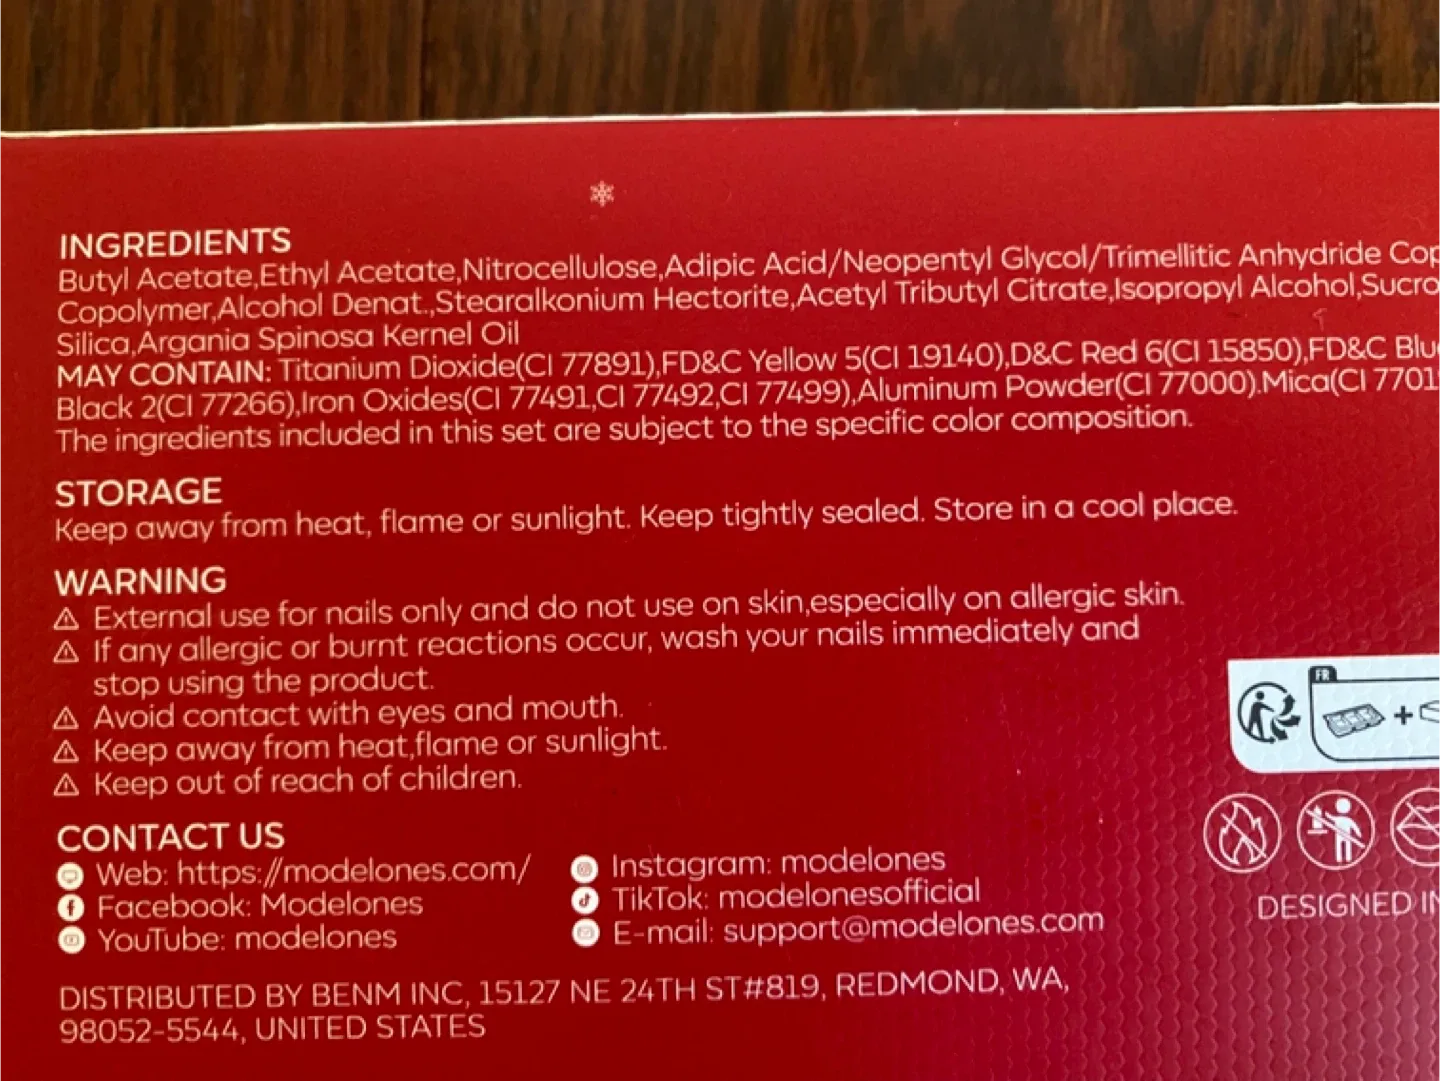 INGREDIENTS
Butyl Acetate,Ethyl Acetate,Nitrocellulose,Adipic Acid/Neopentyl Glycol/Trimellitic Anhydride Cop
Copolymer,Alcohol Denat.,Stearalkonium Hectorite,Acetyl Tributyl Citrate,Isopropyl Alcohol,Sucro
Silica,Argania Spinosa Kernel Oil
MAY CONTAIN: Titanium Dioxide(CI 77891),FD&C Yellow 5(CI 19140),D&C Red 6(CI 15850),FD&C Blu
Black 2(CI 77266),Iron Oxides(CI 77491,CI 77492,CI 77499),Aluminum Powder(CI 77000).Mica(CI 7701
The ingredients included in this set are subject to the specific color composition.
STORAGE
Keep away from heat, flame or sunlight. Keep tightly sealed. Store in a cool place.
WARNING
External use for nails only and do not use on skin,especially on allergic skin.
If any allergic or burnt reactions occur, wash your nails immediately and
stop using the product.
Avoid contact with eyes and mouth.
Keep away from heat,flame or sunlight.
Keep out of reach of children.
FR
CONTACT US
Web: https://modelones.com/
Facebook: Modelones
YouTube: modelones
Instagram: modelones
TikTok: modelonesofficial
E-mail: support@modelones.com
DESIGNED IN
DISTRIBUTED BY BENM INC, 15127 NE 24TH ST#819, REDMOND, WA,
98052-5544, UNITED STATES